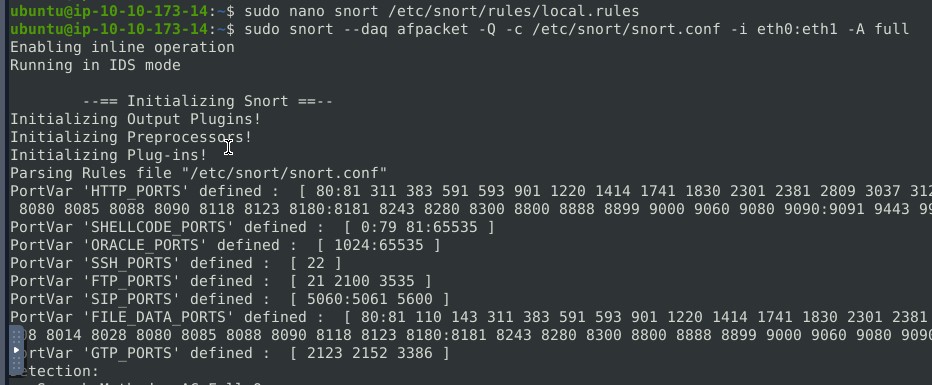 ubuntu@ip-10-10-173-14:~$ sudo nano snort /etc/snort/rules/local.rules
ubuntu@ip-10-10-173-14:~$ sudo snort --daq afpacket -Q -c /etc/snort/snort.conf -i eth0:eth1 -A full
Enabling inline operation
Running in IDS mode
--== Initializing Snort ==--
Initializing Output Plugins!
Initializing Preprocessors!
Initializing Plug-ins!
Parsing Rules file "/etc/snort/snort.conf"
PortVar 'HTTP_PORTS' defined :  [ 80:81 311 383 591 593 901 1220 1414 1741 1830 2301 2381 2809 3037 312
8080 8085 8088 8090 8118 8123 8180:8181 8243 8280 8300 8800 8888 8899 9000 9060 9080 9090:9091 9443 99
PortVar 'SHELLCODE_PORTS' defined :  [ 0:79 81:65535 ]
PortVar 'ORACLE_PORTS' defined :  [ 1024:65535 ]
PortVar 'SSH_PORTS' defined :  [ 22 ]
PortVar 'FTP_PORTS' defined :  [ 21 2100 3535 ]
PortVar 'SIP_PORTS' defined :  [ 5060:5061 5600 ]
PortVar 'FILE_DATA_PORTS' defined :  [ 80:81 110 143 311 383 591 593 901 1220 1414 1741 1830 2301 2381
08 8014 8028 8080 8085 8088 8090 8118 8123 8180:8181 8243 8280 8300 8800 8888 8899 9000 9060 9080 9090
ortVar 'GTP_PORTS' defined :  [ 2123 2152 3386 ]
etection: